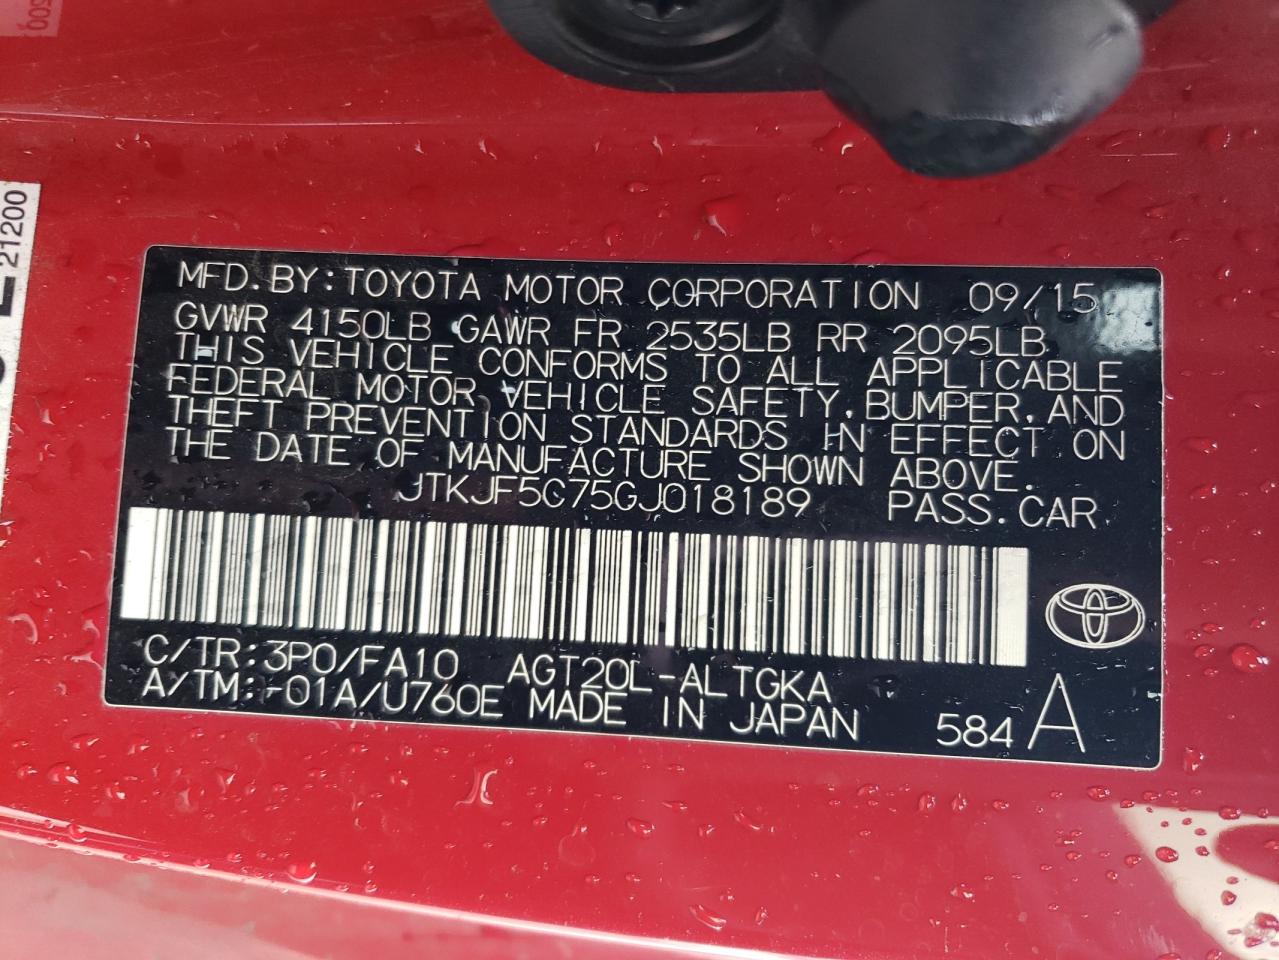 MFD.BY:TOYOTA MOTOR CORPORATION 09/15
GVWR 4150LB GAWR FR 2535LB RR 2095LB
THIS VEHICLE CONFORMS TO ALL APPLICABLE
FEDERAL MOTOR VEHICLE SAFETY,BUMPER,AND
THEFT PREVENTION STANDARDS IN EFFECT ON
THE DATE OF MANUFACTURE SHOWN ABOVE.
JTKJF5C75GJ018189 PASS.CAR
C/TR:3P0/FA10 AGT20L-ALTGKA
A/TM:-01A/U760E MADE IN JAPAN 584 A
21200